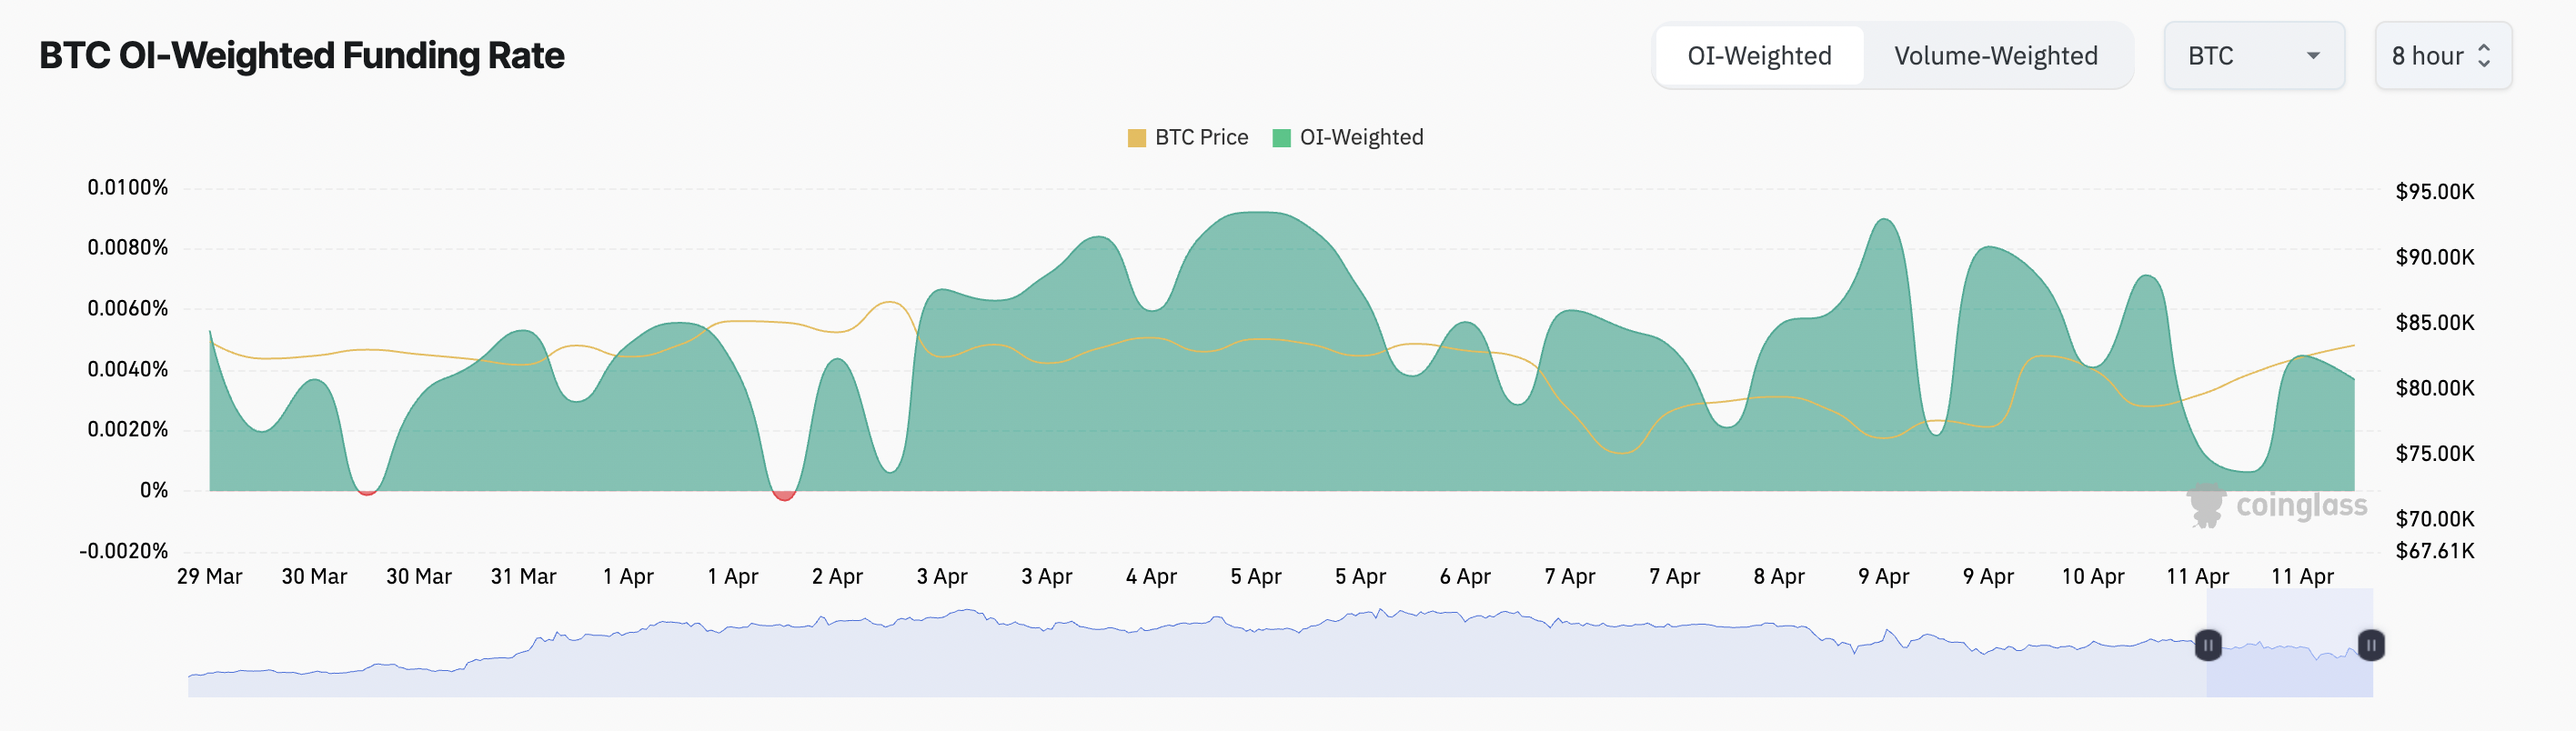 BTC OI-Weighted Funding Rate
OI-Weighted Volume-Weighted BTC 8 hour
BTC Price OI-Weighted
0.0100% $95.00K
0.0080% $90.00K
0.0060% $85.00K
0.0040% $80.00K
0.0020% $75.00K
0% $70.00K
-0.0020% $67.61K
coinglass
29 Mar 30 Mar 30 Mar 31 Mar 1 Apr 1 Apr 2 Apr 3 Apr 3 Apr 4 Apr 5 Apr 5 Apr 6 Apr 7 Apr 7 Apr 8 Apr 9 Apr 9 Apr 10 Apr 11 Apr 11 Apr